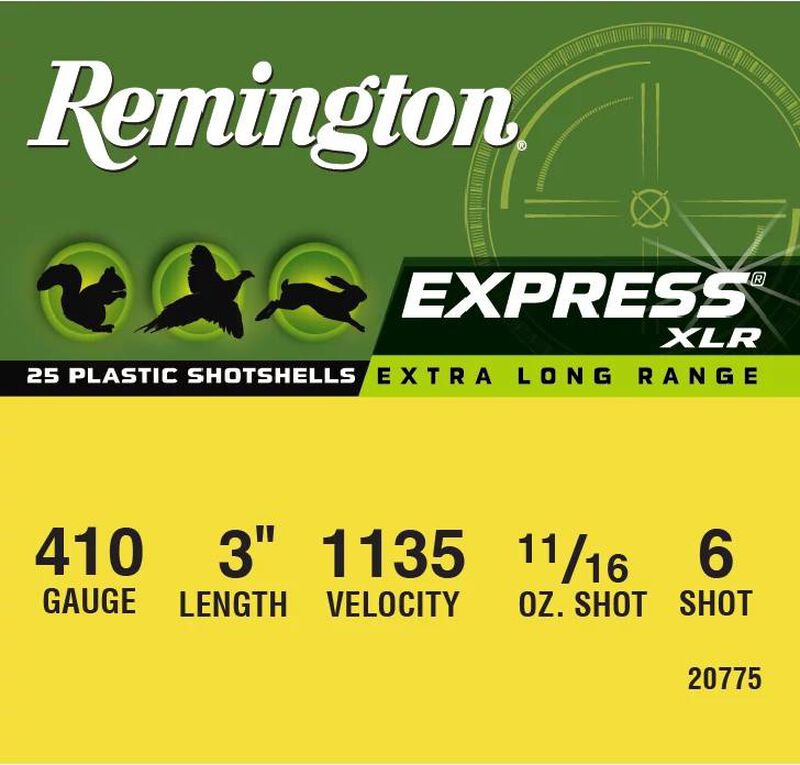 Remington®
EXPRESS®
XLR
25 PLASTIC SHOTSHELLS EXTRA LONG RANGE
410 3" 1135 11/16 6
GAUGE LENGTH VELOCITY OZ. SHOT SHOT
20775